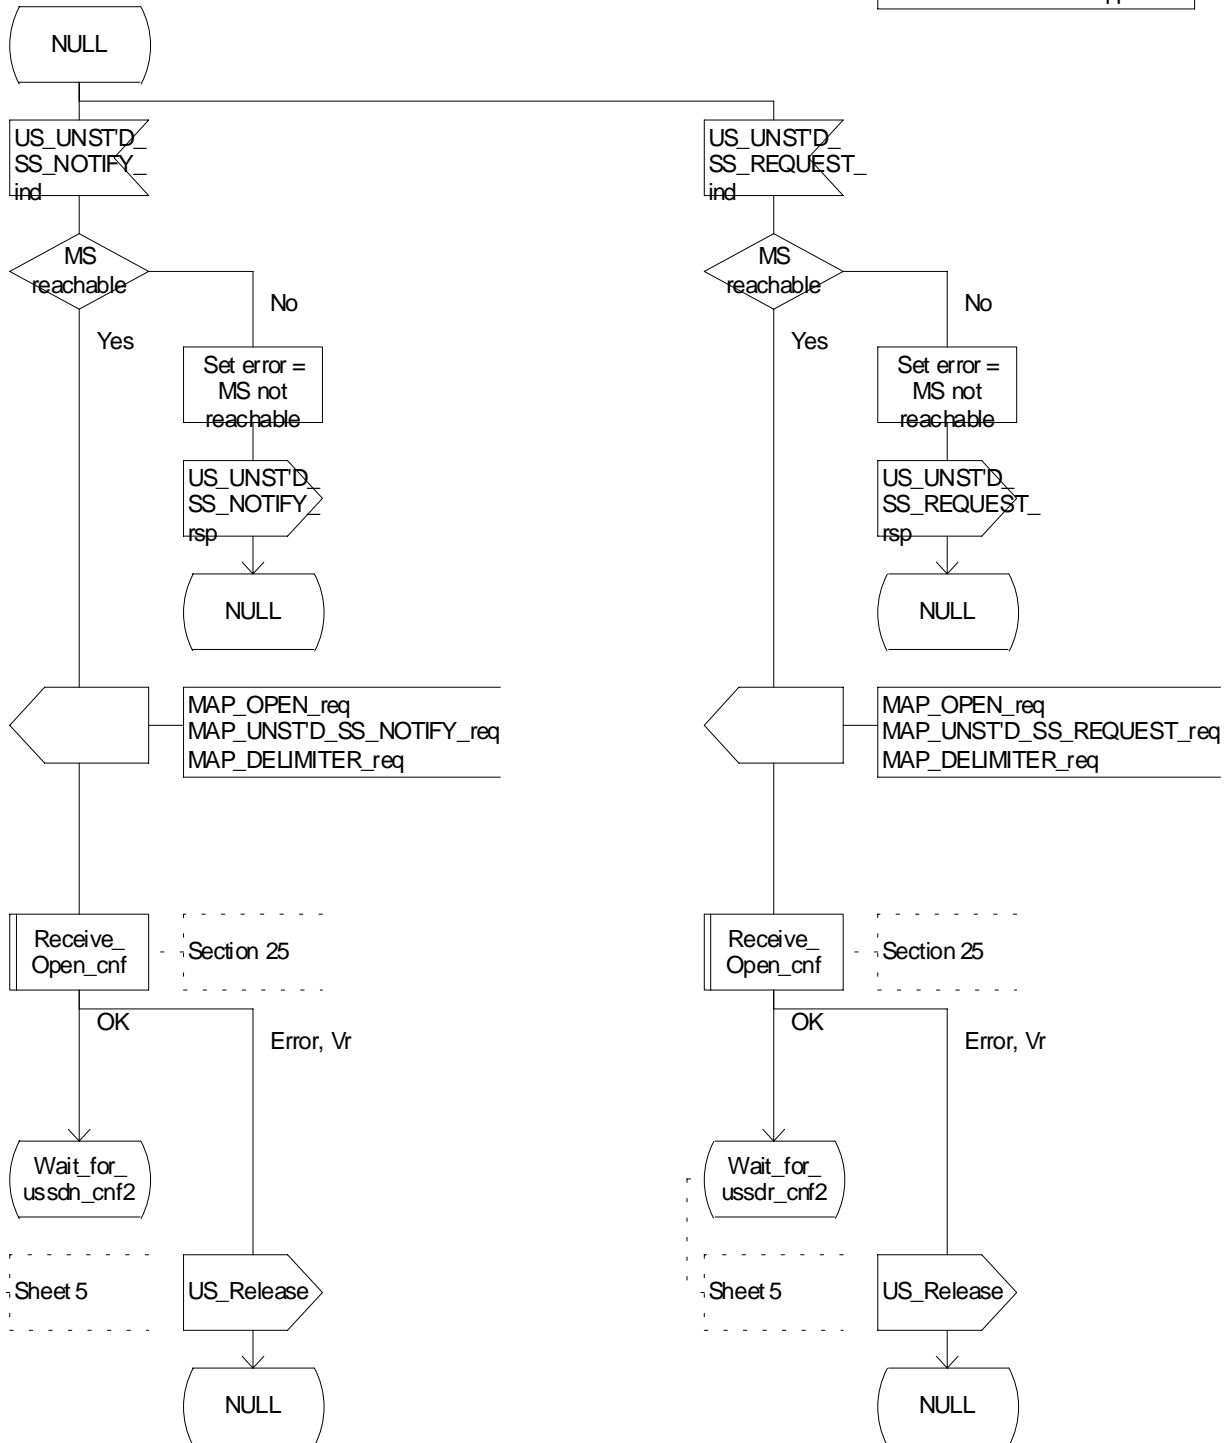 NULL
US_UNST'D_
SS_NOTIFY_
ind
US_UNST'D_
SS_REQUEST_
ind
MS
reachable
No
Yes
MS
reachable
No
Yes
Set error =
MS not
reachable
Set error =
MS not
reachable
US_UNST'D_
SS_NOTIFY_
rsp
US_UNST'D_
SS_REQUEST_
rsp
NULL
NULL
MAP_OPEN_req
MAP_UNST'D_SS_NOTIFY_req
MAP_DELIMITER_req
MAP_OPEN_req
MAP_UNST'D_SS_REQUEST_req
MAP_DELIMITER_req
Receive_
Open_cnf
Section 25
Receive_
Open_cnf
Section 25
OK
Error, Vr
OK
Error, Vr
Wait_for_
ussdn_cnf2
Wait_for_
ussdr_cnf2
Sheet 5
US_Release
Sheet 5
US_Release
NULL
NULL